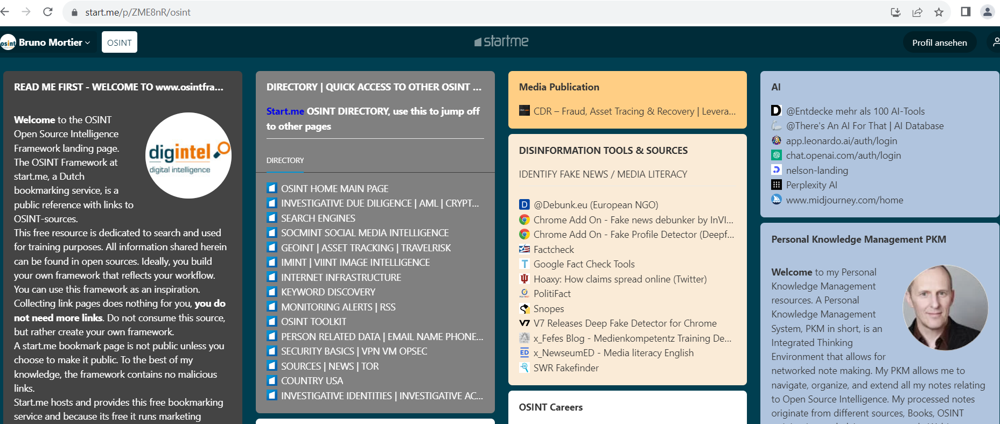 start.me/p/ZME8nR/osint
osint
Bruno Mortier
OSINT
start.me
Profil ansehen
READ ME FIRST - WELCOME TO www.osintfra...
Welcome to the OSINT
Open Source Intelligence
Framework landing page.
The OSINT Framework at
start.me, a Dutch
bookmarking service, is a
public reference with links to
OSINT-sources.
digintel
digital intelligence
This free resource is dedicated to search and used
for training purposes. All information shared herein
can be found in open sources. Ideally, you build
your own framework that reflects your workflow.
You can use this framework as an inspiration.
Collecting link pages does nothing for you, you do
not need more links. Do not consume this source,
but rather create your own framework.
A start.me bookmark page is not public unless you
choose to make it public. To the best of my
knowledge, the framework contains no malicious
links.
Start.me hosts and provides this free bookmarking
service and because its free it runs marketing
DIRECTORY | QUICK ACCESS TO OTHER OSINT ...
Start.me OSINT DIRECTORY, use this to jump off
to other pages
DIRECTORY
OSINT HOME MAIN PAGE
INVESTIGATIVE DUE DILIGENCE | AML | CRYPT...
SEARCH ENGINES
SOCMINT SOCIAL MEDIA INTELLIGENCE
GEOINT | ASSET TRACKING | TRAVELRISK
IMINT | VIINT IMAGE INTELLIGENCE
INTERNET INFRASTRUCTURE
KEYWORD DISCOVERY
MONITORING ALERTS | RSS
OSINT TOOLKIT
PERSON RELATED DATA | EMAIL NAME PHONE...
SECURITY BASICS | VPN VM OPSEC
SOURCES | NEWS | TOR
COUNTRY USA
INVESTIGATIVE IDENTITIES | INVESTIGATIVE AC...
Media Publication
CDR – Fraud, Asset Tracing & Recovery | Levera...
DISINFORMATION TOOLS & SOURCES
IDENTIFY FAKE NEWS / MEDIA LITERACY
@Debunk.eu (European NGO)
Chrome Add On - Fake news debunker by InVI...
Chrome Add On - Fake Profile Detector (Deepf...
Factcheck
Google Fact Check Tools
Hoaxy: How claims spread online (Twitter)
PolitiFact
Snopes
V7 Releases Deep Fake Detector for Chrome
x_Fefes Blog - Medienkompetentz Training De...
x_NewseumED - Media literacy English
SWR Fakefinder
OSINT Careers
AI
@Entdecke mehr als 100 AI-Tools
@There's An AI For That | AI Database
app.leonardo.ai/auth/login
chat.openai.com/auth/login
nelson-landing
Perplexity AI
www.midjourney.com/home
Personal Knowledge Management PKM
Welcome to my Personal
Knowledge Management
resources. A Personal
Knowledge Management
System, PKM in short, is an
Integrated Thinking
Environment that allows for
networked note making. My PKM allows me to
navigate, organize, and extend all my notes relating
to Open Source Intelligence. My processed notes
originate from different sources, Books, OSINT